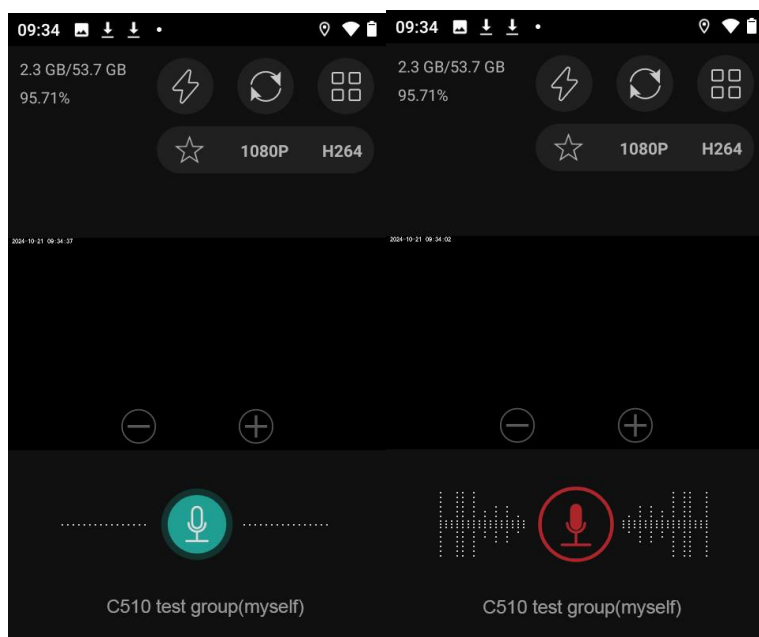 09:34
2.3 GB/53.7 GB
95.71%
1080P H264
2024-10-21 09:34:37
C510 test group(myself)
09:34
2.3 GB/53.7 GB
95.71%
1080P H264
2024-10-21 09:34:02
C510 test group(myself)